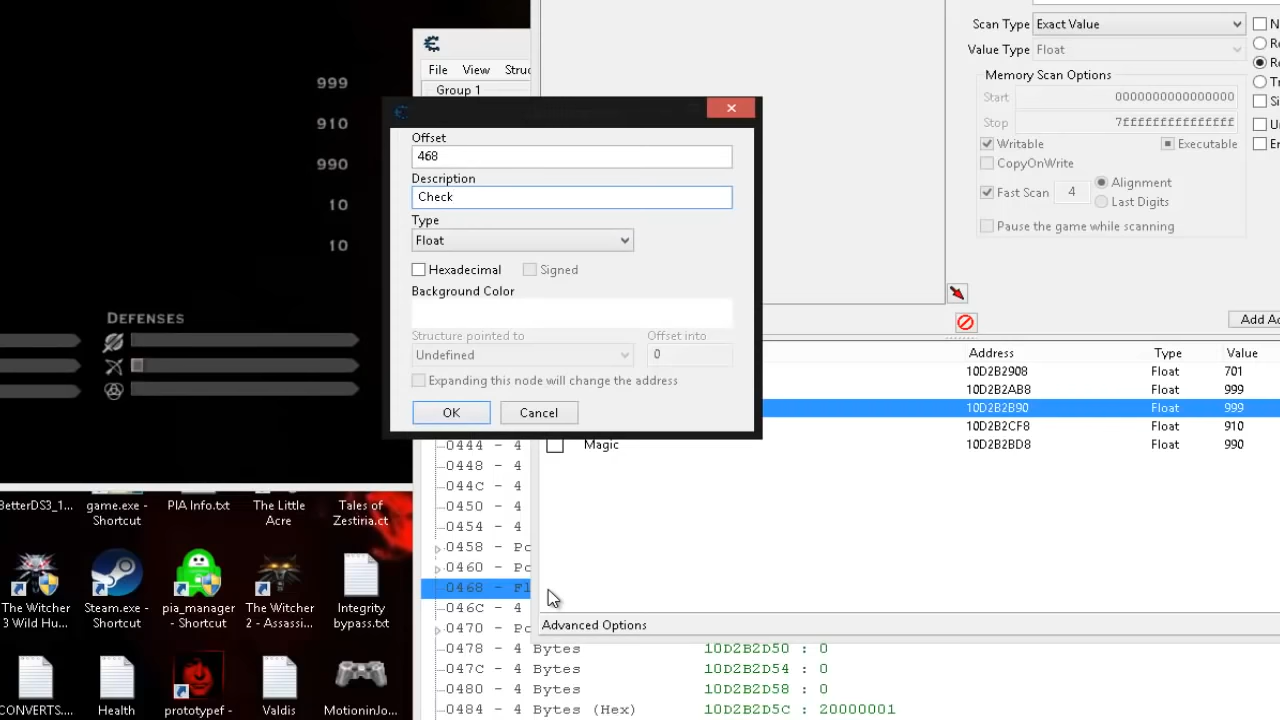 999
910
990
10
10
DEFENSES
File View Struc
Group 1
Offset
468
Description
Check
Type
Float
Hexadecimal
Signed
Background Color
Structure pointed to
Offset into
Undefined
0
Expanding this node will change the address
OK
Cancel
Scan Type
Exact Value
Value Type
Float
Memory Scan Options
Start
0000000000000000
Stop
7fffffffffffffff
Writable
Executable
CopyOnWrite
Fast Scan
4
Alignment
Last Digits
Pause the game while scanning
Add Ad
Address Type Value
10D2B2908 Float 701
10D2B2AB8 Float 999
10D2B2B90 Float 999
10D2B2CF8 Float 910
Magic 10D2B2BD8 Float 990
Advanced Options
0444 - 4
0448 - 4
044C - 4
0450 - 4
0454 - 4
0458 - Po
0460 - Po
0468 - Fl
046C - 4
0470 - Po
0478 - 4 Bytes 10D2B2D50 : 0
047C - 4 Bytes 10D2B2D54 : 0
0480 - 4 Bytes 10D2B2D58 : 0
0484 - 4 Bytes (Hex) 10D2B2D5C : 20000001
BetterDS3_1...
game.exe - Shortcut
PIA Info.txt
The Little Acre
Tales of Zestiria.ct
The Witcher 3 Wild Hu...
Steam.exe - Shortcut
pia_manager - Shortcut
The Witcher 2 - Assassi...
Integrity bypass.txt
CONVERTS....
Health
prototypef -
Valdis
MotioninJo...